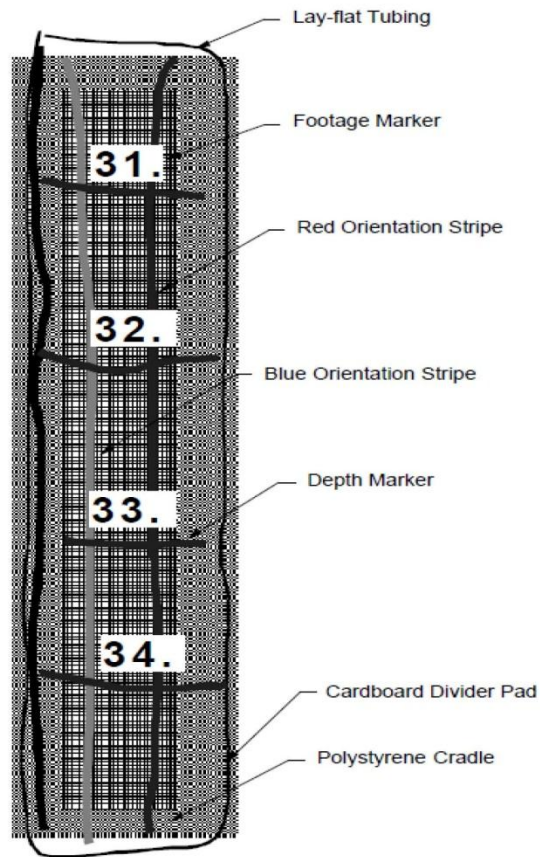 Lay-flat Tubing
Footage Marker
31.
Red Orientation Stripe
32.
Blue Orientation Stripe
Depth Marker
33.
34.
Cardboard Divider Pad
Polystyrene Cradle